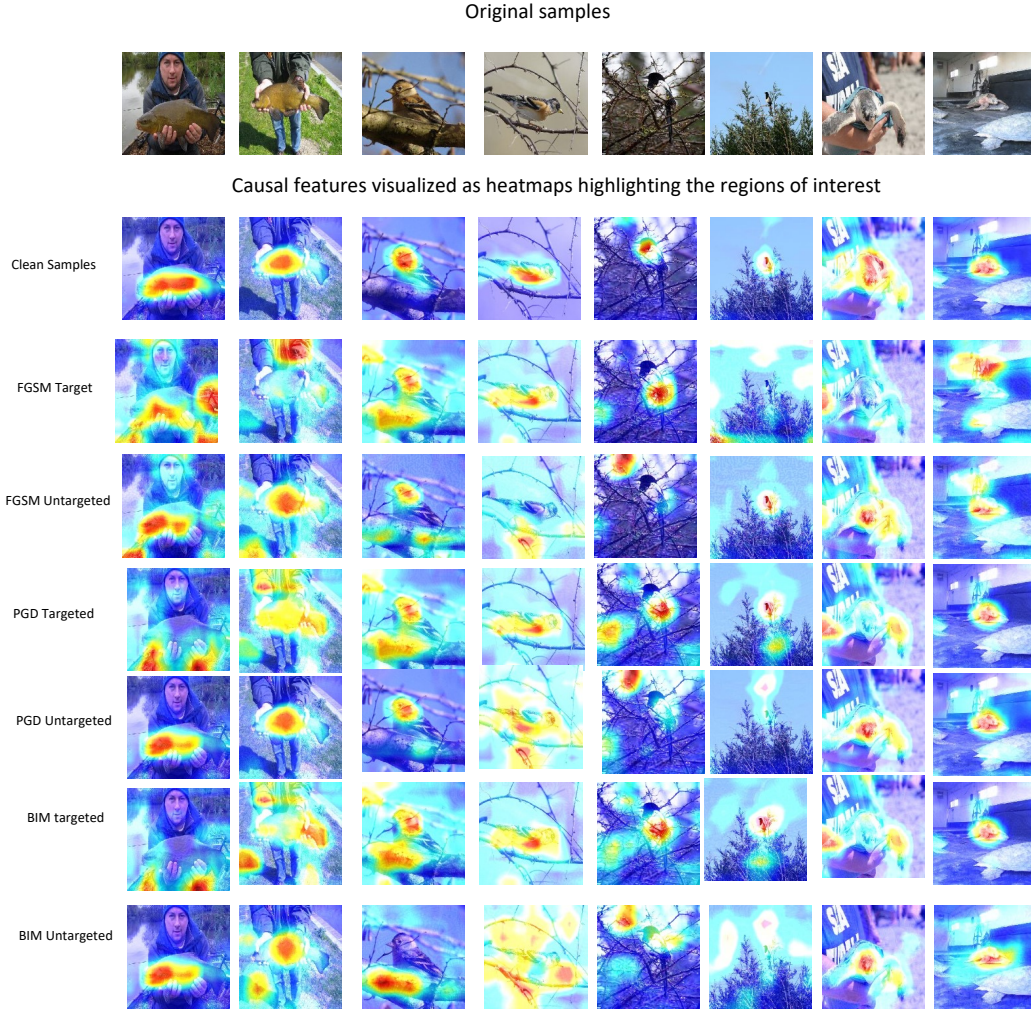 Original samples
Causal features visualized as heatmaps highlighting the regions of interest
Clean Samples
FGSM Target
FGSM Untargeted
PGD Targeted
PGD Untargeted
BIM targeted
BIM Untargeted